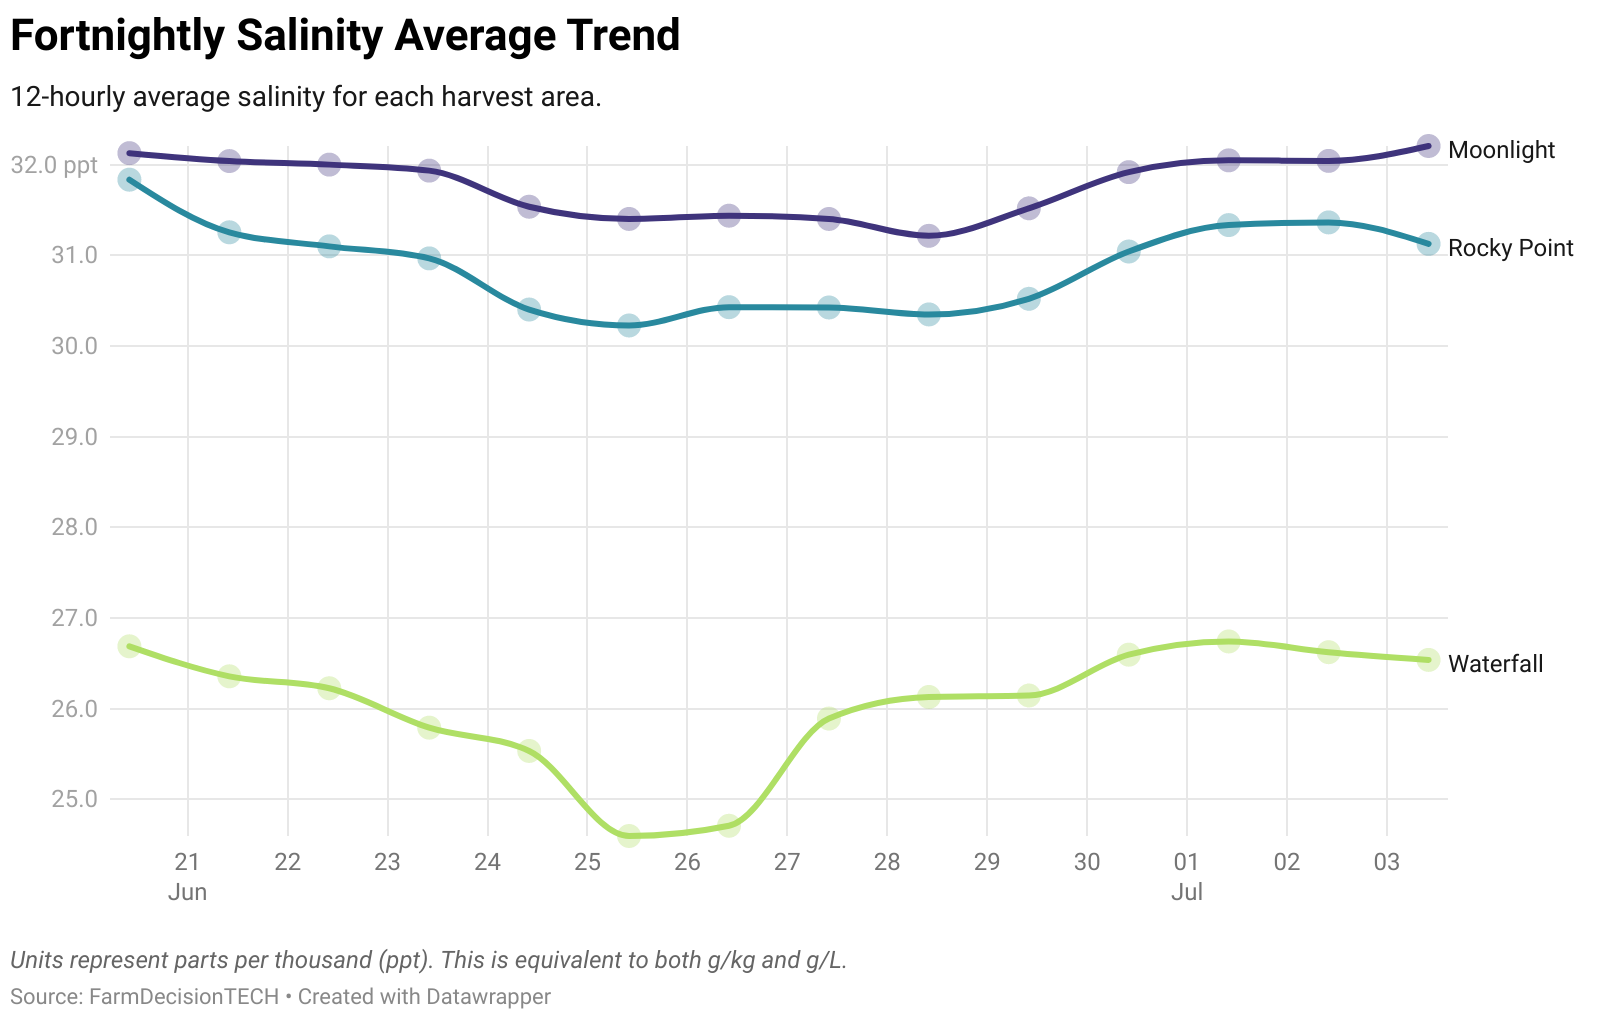 Fortnightly Salinity Average Trend
12-hourly average salinity for each harvest area.
Moonlight
32.0 ppt
Rocky Point
31.0
30.0
29.0
28.0
27.0
Waterfall
26.0
25.0
21 22 23 24 25 26 27 28 29 30 01 02 03
Jun Jul
Units represent parts per thousand (ppt). This is equivalent to both g/kg and g/L.
Source: FarmDecisionTECH • Created with Datawrapper